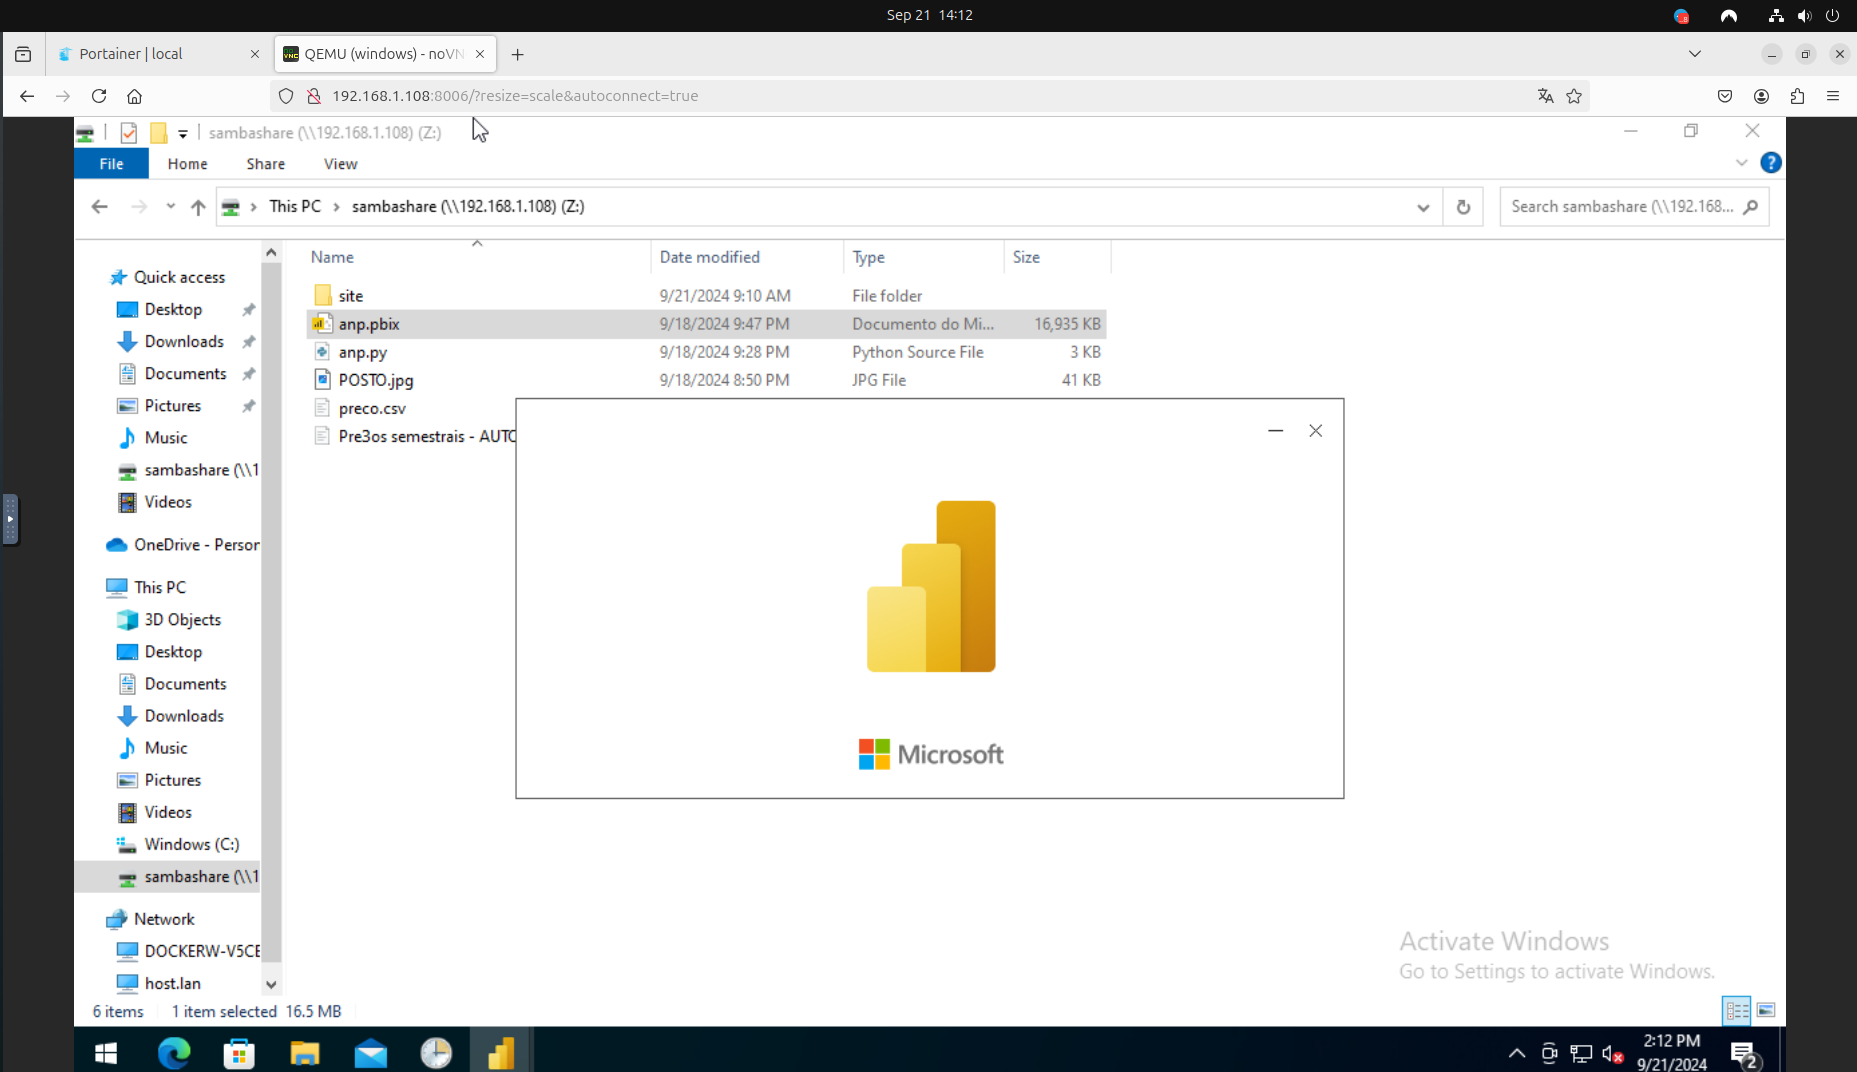 Sep 21 14:12
Portainer | local
QEMU (windows) - noVN
192.168.1.108:8006/?resize=scale&autoconnect=true
sambashare (\\192.168.1.108) (Z:)
File Home Share View
This PC > sambashare (\\192.168.1.108) (Z:)
Search sambashare (\\192.168...
Name Date modified Type Size
site 9/21/2024 9:10 AM File folder
anp.pbix 9/18/2024 9:47 PM Documento do Mi... 16,935 KB
anp.py 9/18/2024 9:28 PM Python Source File 3 KB
POSTO.jpg 9/18/2024 8:50 PM JPG File 41 KB
preco.csv
Pre3os semestrais - AUTO
Quick access
Desktop
Downloads
Documents
Pictures
Music
sambashare (\\1
Videos
OneDrive - Person
This PC
3D Objects
Desktop
Documents
Downloads
Music
Pictures
Videos
Windows (C:)
sambashare (\\1
Network
DOCKERW-V5CE
host.lan
Microsoft
Activate Windows
Go to Settings to activate Windows.
6 items 1 item selected 16.5 MB
2:12 PM
9/21/2024
2